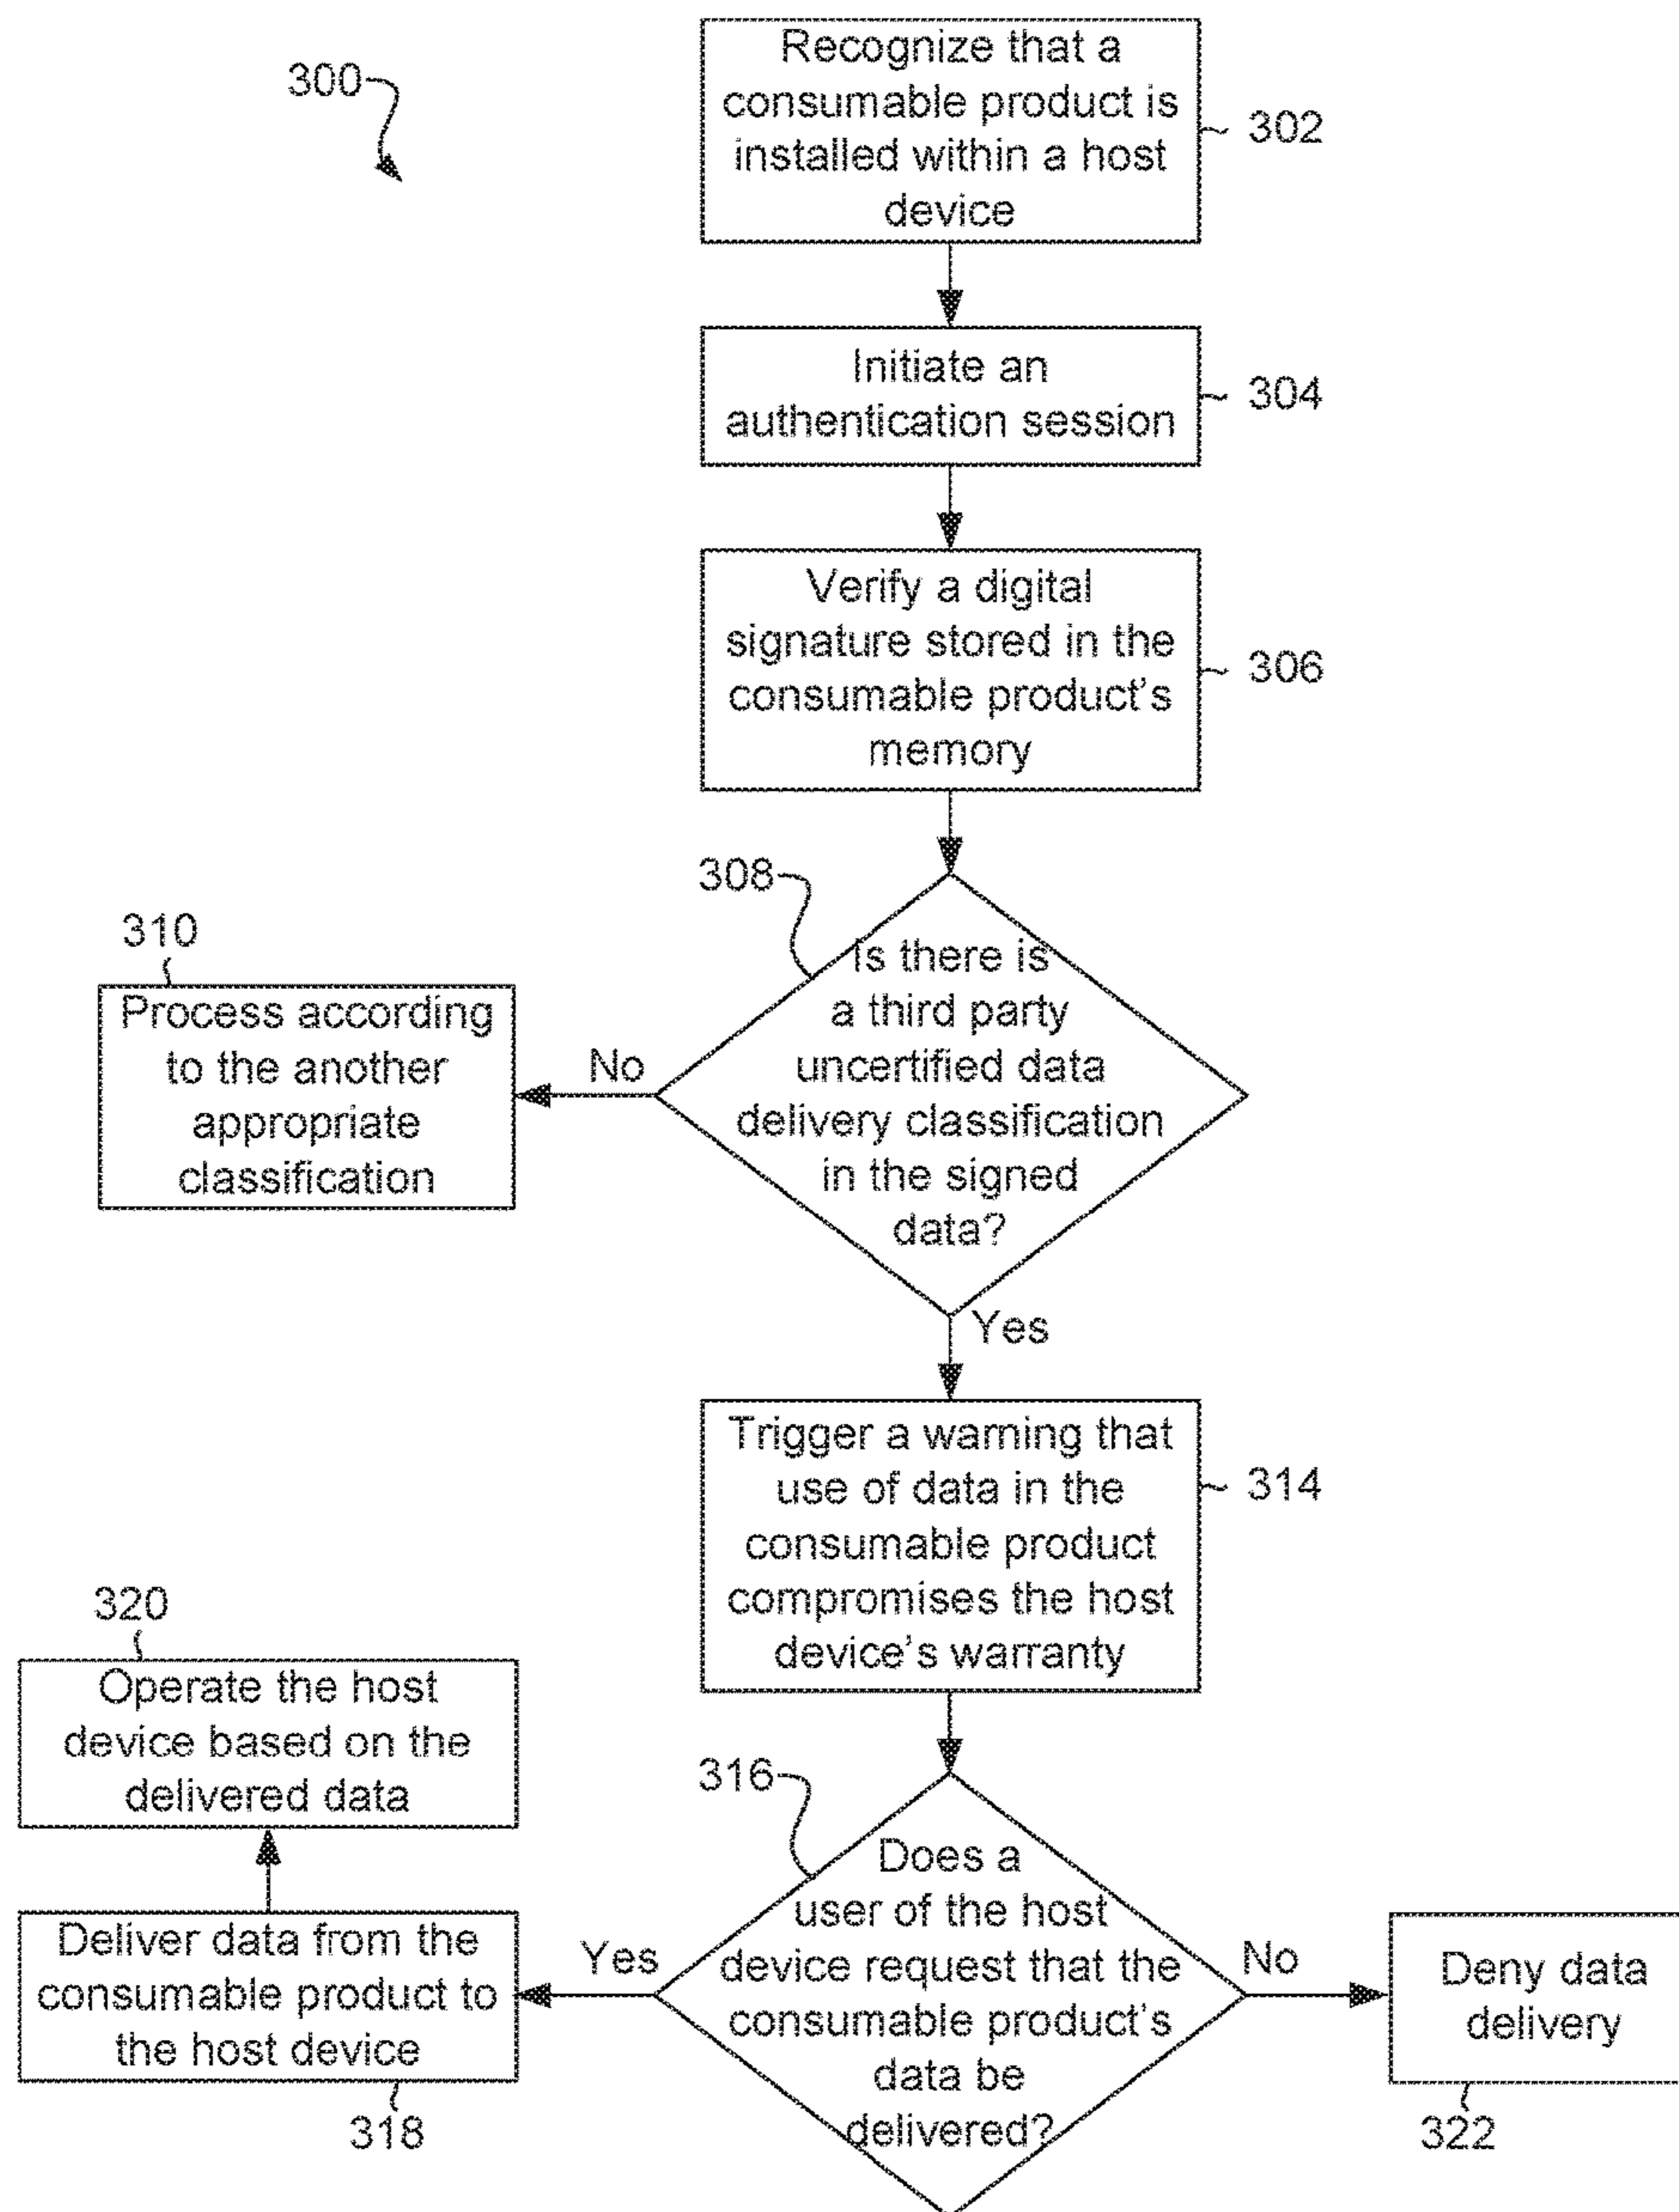 300
Recognize that a
consumable product is
installed within a host
device
302
Initiate an
authentication session
304
Verify a digital
signature stored in the
consumable product's
memory
306
308
Is there is
a third party
uncertified data
delivery classification
in the signed
data?
No
310
Process according
to the another
appropriate
classification
Yes
Trigger a warning that
use of data in the
consumable product
compromises the host
device's warranty
314
316
Does a
user of the host
device request that the
consumable product's
data be
delivered?
Yes
Deliver data from the
consumable product to
the host device
318
320
Operate the host
device based on the
delivered data
No
Deny data
delivery
322